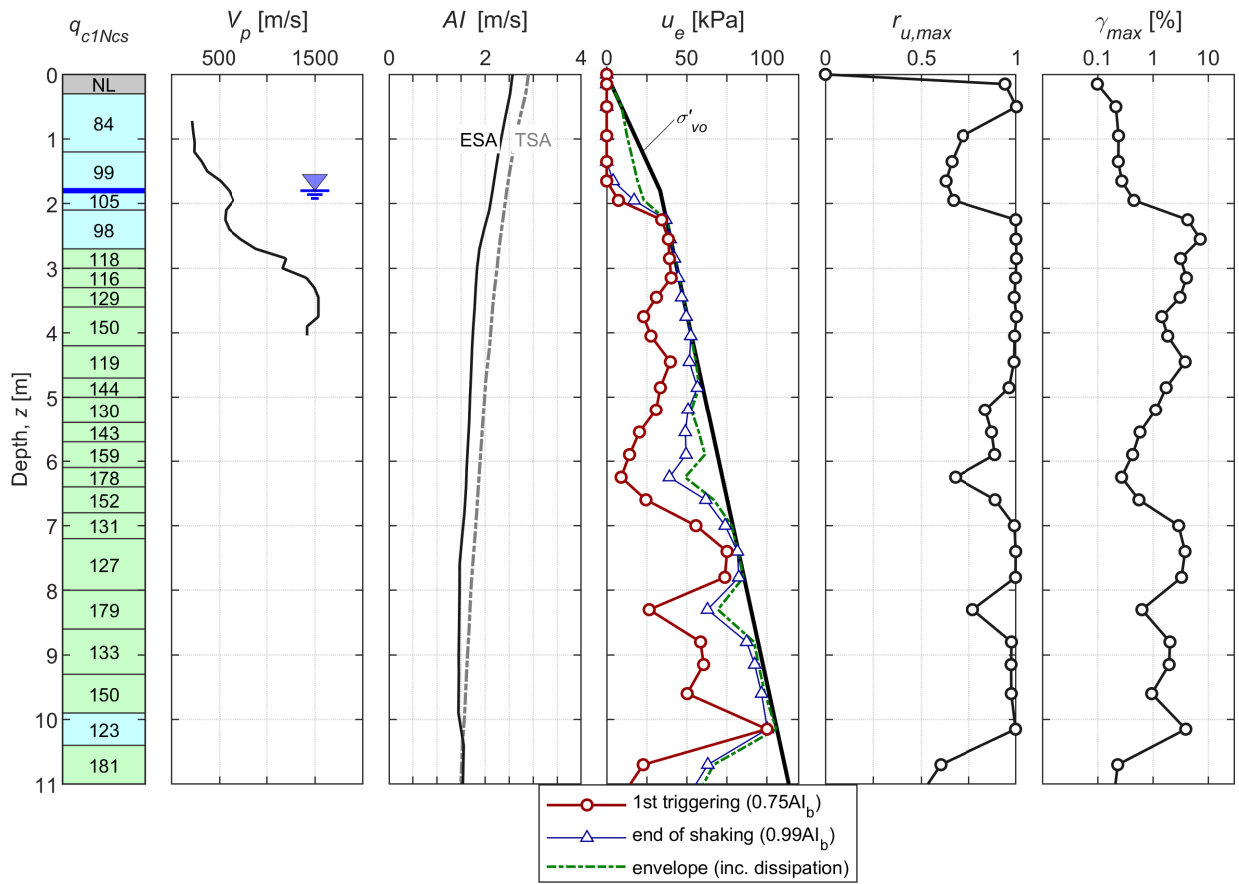 q_c1Ncs
V_p [m/s]
AI [m/s]
u_e [kPa]
r_u,max
γ_max [%]
500 1500
2 4
0 50 100
0 1
0.1 1 10
0
1
2
3
4
5
6
7
8
9
10
11
Depth, z [m]
NL
84
99
105
98
118
116
129
150
119
144
130
143
159
178
152
131
127
179
133
150
123
181
ESA
TSA
σ'_vo
1st triggering (0.75AI_b)
end of shaking (0.99AI_b)
envelope (inc. dissipation)